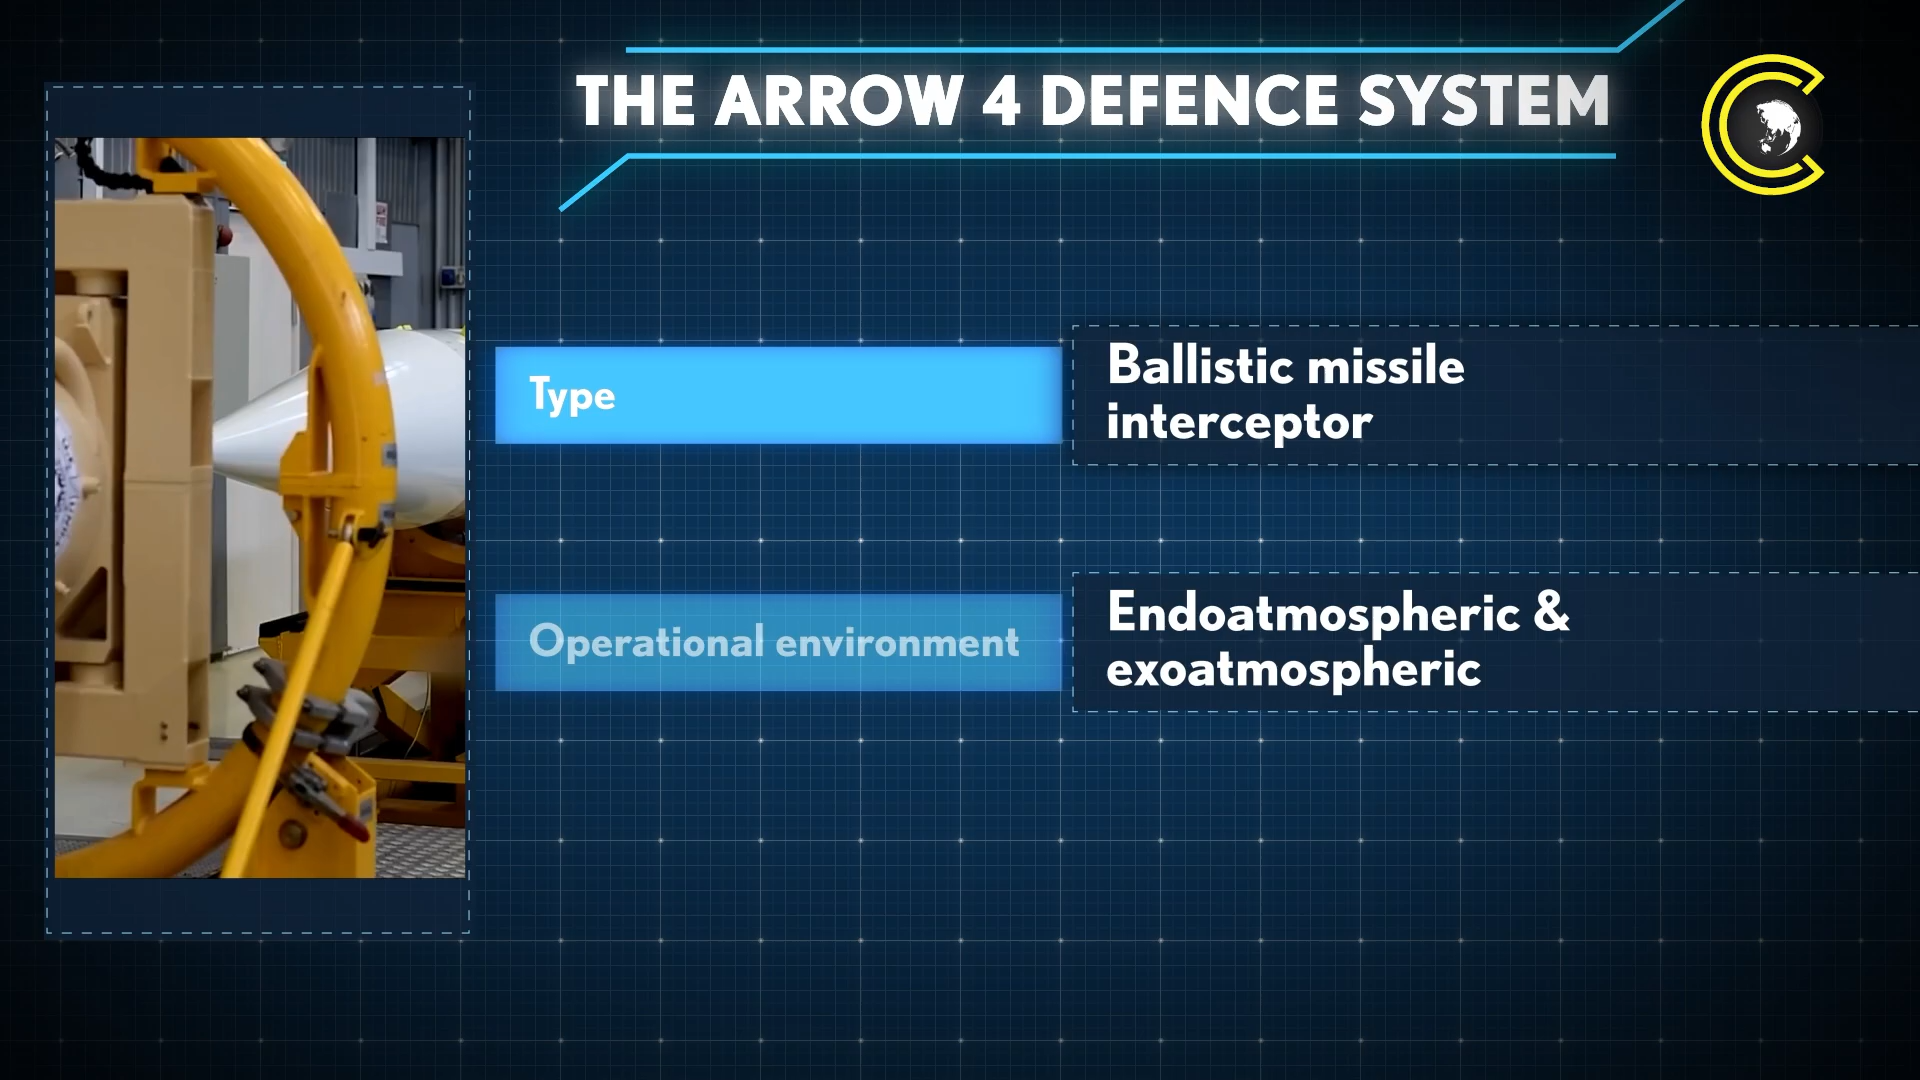 THE ARROW 4 DEFENCE SYSTEM
Type
Ballistic missile
interceptor
Operational environment
Endoatmospheric &
exoatmospheric